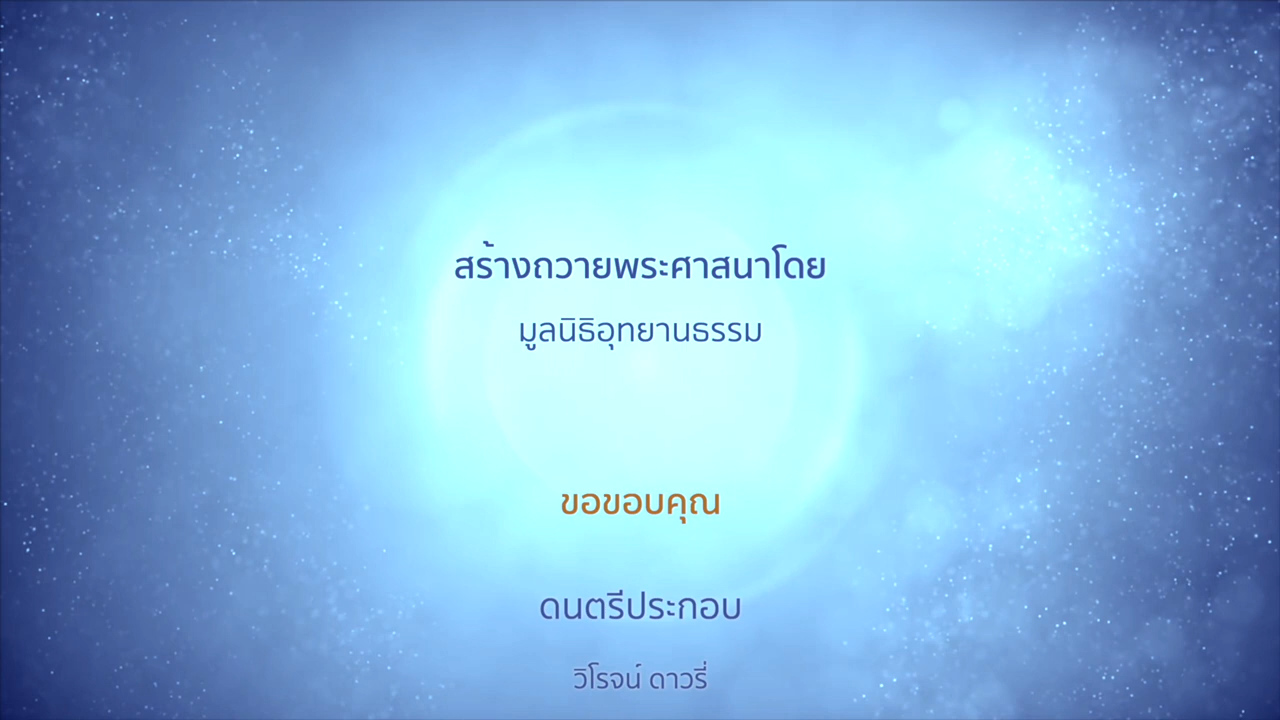 สร้างถวายพระศาสนาโดย
มูลนิธิอุทยานธรรม
ขอขอบคุณ
ดนตรีประกอบ
วิโรจน์ ดาวรี่